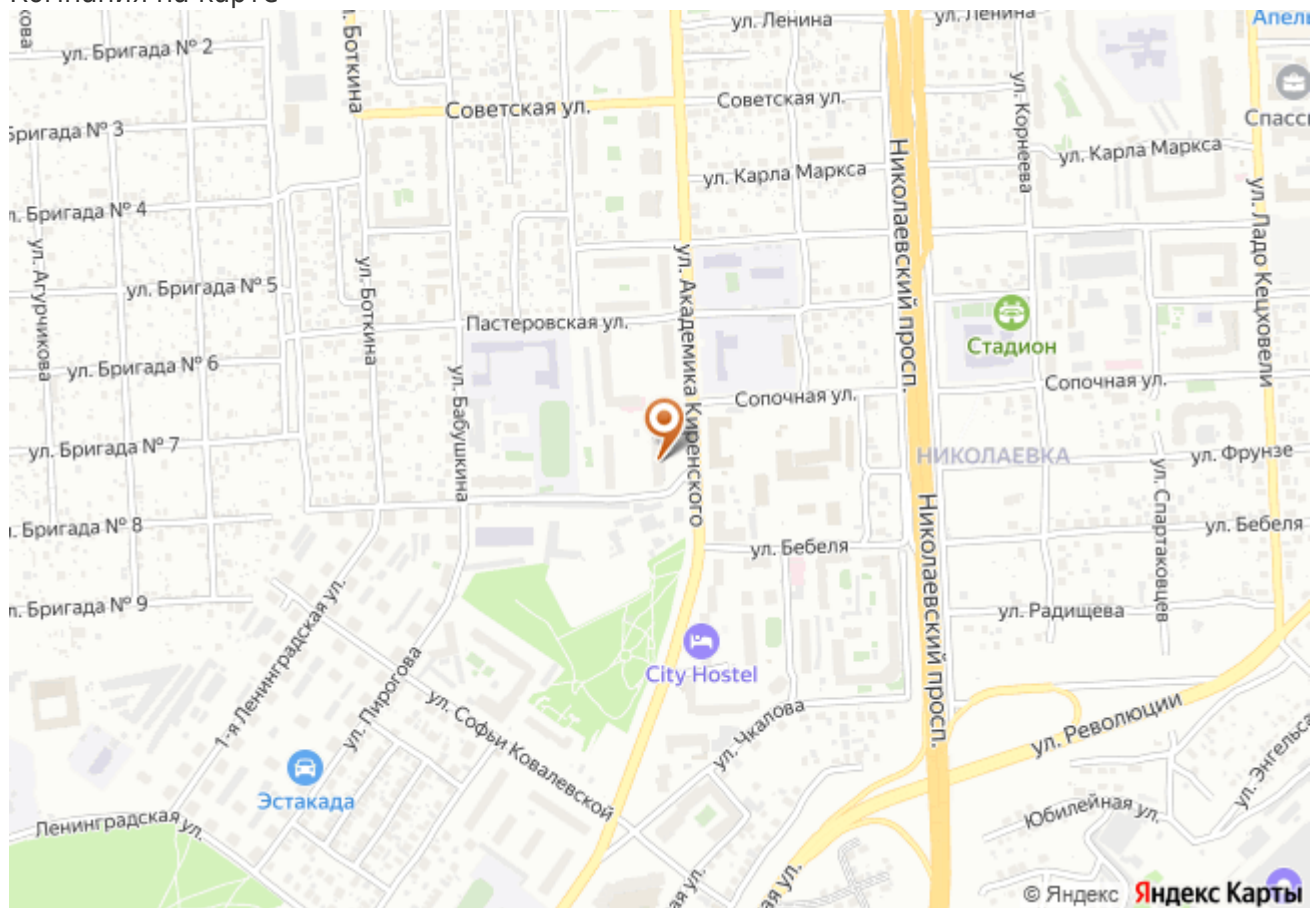 Компания на карте
ул. Ленина
ул. Ленина
ул. Бригада № 2
ул. Боткина
Советская ул.
Советская ул.
ул. Корнеева
Бригада № 3
ул. Карла Маркса
ул. Карла Маркса
Николаевский просп.
ул. Ладо Кецховели
Бригада № 4
ул. Агурчикова
ул. Боткина
ул. Академика Киренского
ул. Бригада № 5
Пастеровская ул.
Стадион
ул. Бригада № 6
ул. Бабушкина
Сопочная ул.
Сопочная ул.
ул. Бригада № 7
НИКОЛАЕВКА
ул. Фрунзе
ул. Спартаковцев
Николаевский просп.
Бригада № 8
ул. Бебеля
ул. Бебеля
Бригада № 9
ул. Радищева
1-я Ленинградская ул.
ул. Пирогова
City Hostel
ул. Софьи Ковалевской
ул. Чкалова
ул. Революции
ул. Энгельса
Эстакада
Ленинградская ул.
Юбилейная ул.
© Яндекс Яндекс Карты